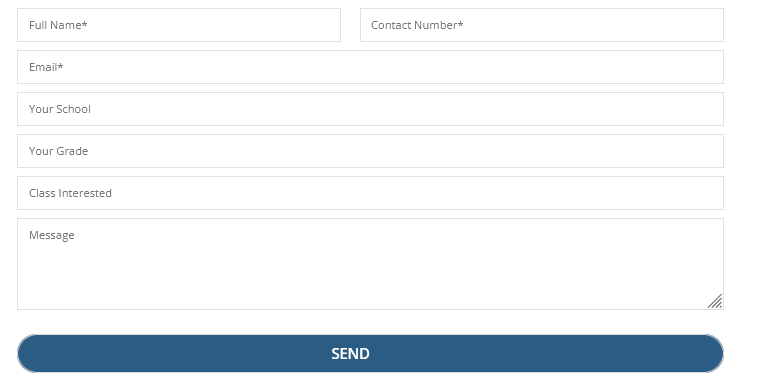 Full Name*
Contact Number*
Email*
Your School
Your Grade
Class Interested
Message
SEND